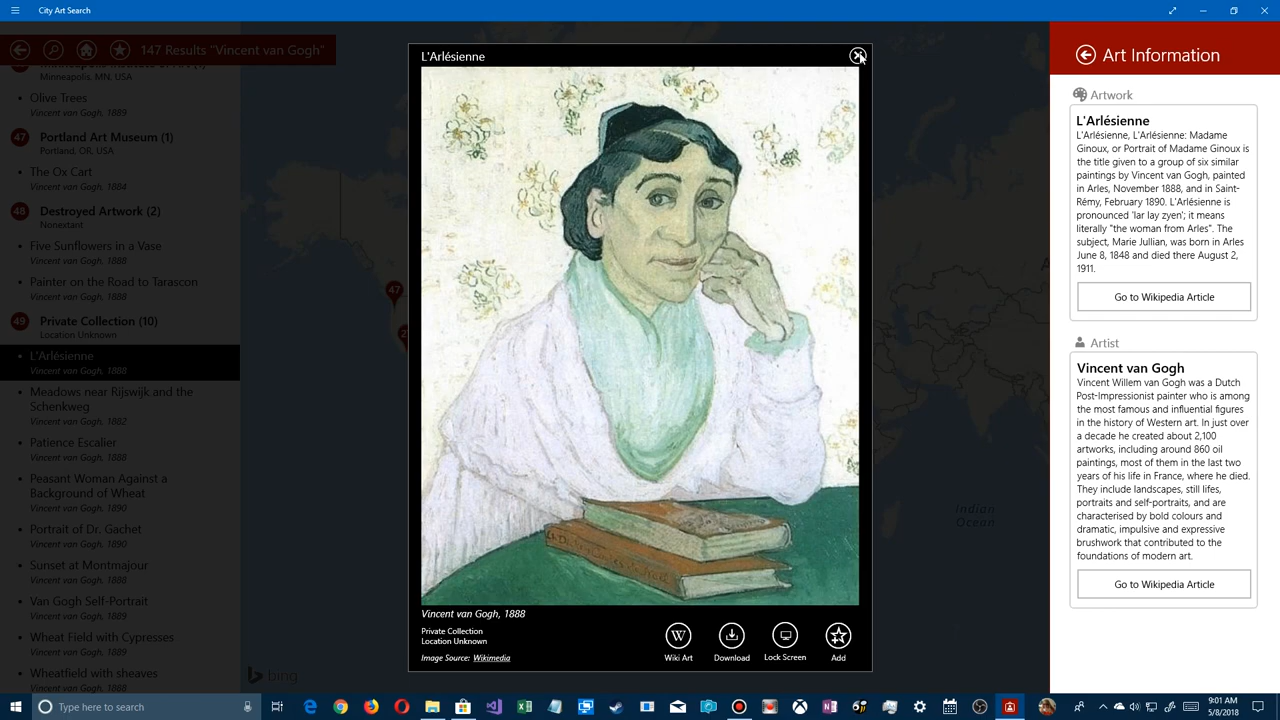 City Art Search
147 Results "Vincent van Gogh"
Minneapolis, MN. USA
Olive Trees
Vincent van Gogh, 1889
47 Portland Art Museum (1)
Portland, OR, USA
The Ox Cart
Vincent van Gogh, 1884
48 Destroyed Artwork (2)
Nonextant
Five Sunflowers in a Vase
Vincent van Gogh, 1888
Painter on the Road to Tarascon
Vincent van Gogh, 1888
49 Private Collection (10)
Location Unknown
L'Arlésienne
Vincent van Gogh, 1888
Meadows near Rijswijk and the
Schenkweg
Vincent van Gogh, 1882
Patience Escalier
Vincent van Gogh, 1888
Peasant Woman Against a
Background of Wheat
Vincent van Gogh, 1890
Portrait of Dr. Gachet
Vincent van Gogh, 1890
Sunset at Montmajour
Vincent van Gogh, 1888
Van Gogh Self-Portrait
Vincent van Gogh, 1889
Wheat Field with Cypresses
Vincent van Gogh, 1889
Wheatfield with sheaves
Vincent van Gogh, 1888
47
bing
Indian
Ocean
L'Arlésienne
Vincent van Gogh, 1888
Private Collection
Location Unknown
Image Source: Wikimedia
W
Wiki Art
Download
Lock Screen
Add
Art Information
Artwork
L'Arlésienne
L'Arlésienne, L'Arlésienne: Madame
Ginoux, or Portrait of Madame Ginoux is
the title given to a group of six similar
paintings by Vincent van Gogh, painted
in Arles, November 1888, and in Saint-
Rémy, February 1890. L'Arlésienne is
pronounced 'lar lay zyen'; it means
literally "the woman from Arles". The
subject, Marie Jullian, was born in Arles
June 8, 1848 and died there August 2,
1911.
Go to Wikipedia Article
Artist
Vincent van Gogh
Vincent Willem van Gogh was a Dutch
Post-Impressionist painter who is among
the most famous and influential figures
in the history of Western art. In just over
a decade he created about 2,100
artworks, including around 860 oil
paintings, most of them in the last two
years of his life in France, where he died.
They include landscapes, still lifes,
portraits and self-portraits, and are
characterised by bold colours and
dramatic, impulsive and expressive
brushwork that contributed to the
foundations of modern art.
Go to Wikipedia Article
Type here to search
9:01 AM
5/8/2018